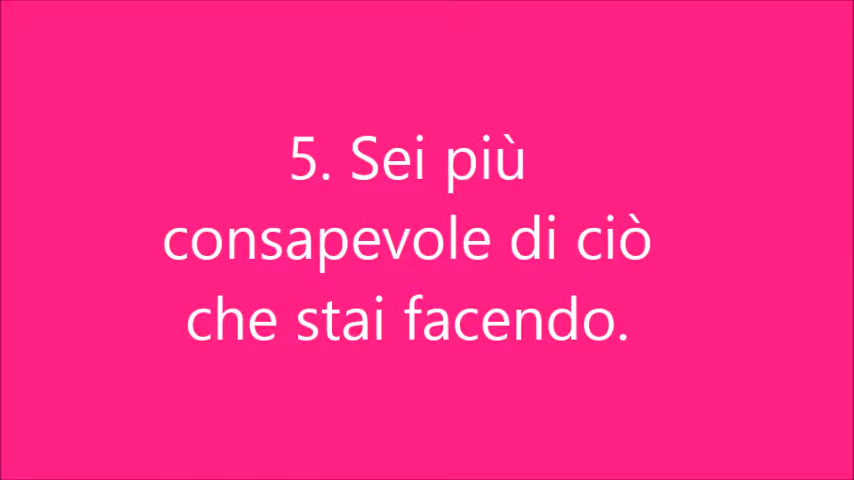 5. Sei più
consapevole di ciò
che stai facendo.